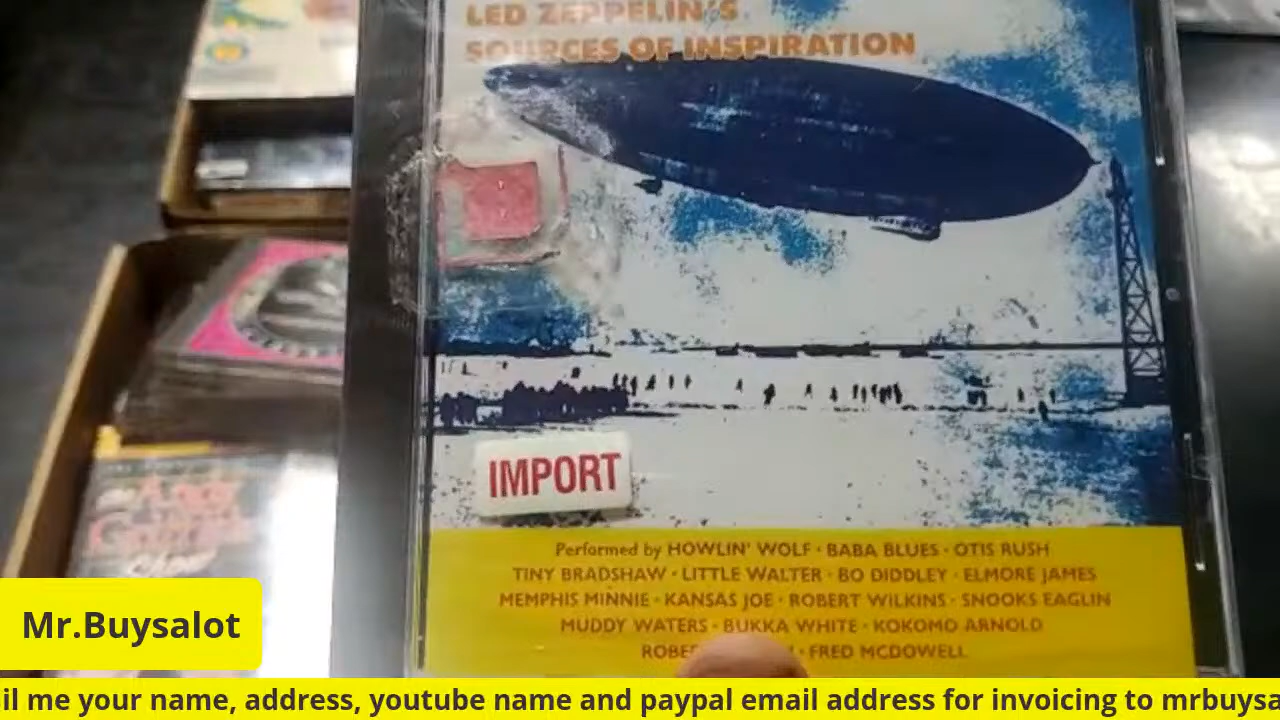 LED ZEPPELIN'S
SOURCES OF INSPIRATION
IMPORT
Performed by HOWLIN' WOLF · BABA BLUES · OTIS RUSH
TINY BRADSHAW · LITTLE WALTER · BO DIDDLEY · ELMORE JAMES
MEMPHIS MINNIE · KANSAS JOE · ROBERT WILKINS · SNOOKS EAGLIN
MUDDY WATERS · BUKKA WHITE · KOKOMO ARNOLD
· FRED MCDOWELL
Mr.Buysalot
me your name, address, youtube name and paypal email address for invoicing to mrbuysa